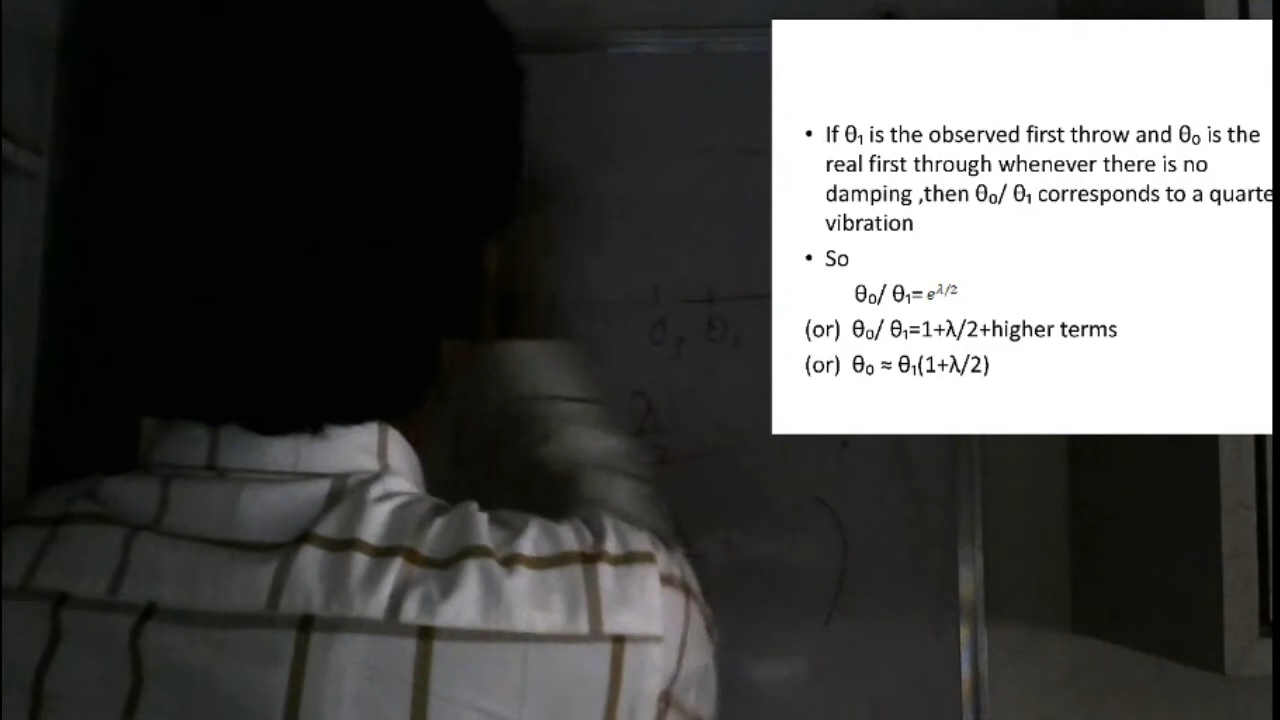 • If θ₁ is the observed first throw and θ₀ is the
real first through whenever there is no
damping ,then θ₀/ θ₁ corresponds to a quarte
vibration
• So
θ₀/ θ₁= e^λ/2
(or) θ₀/ θ₁=1+λ/2+higher terms
(or) θ₀ ≈ θ₁(1+λ/2)
λ